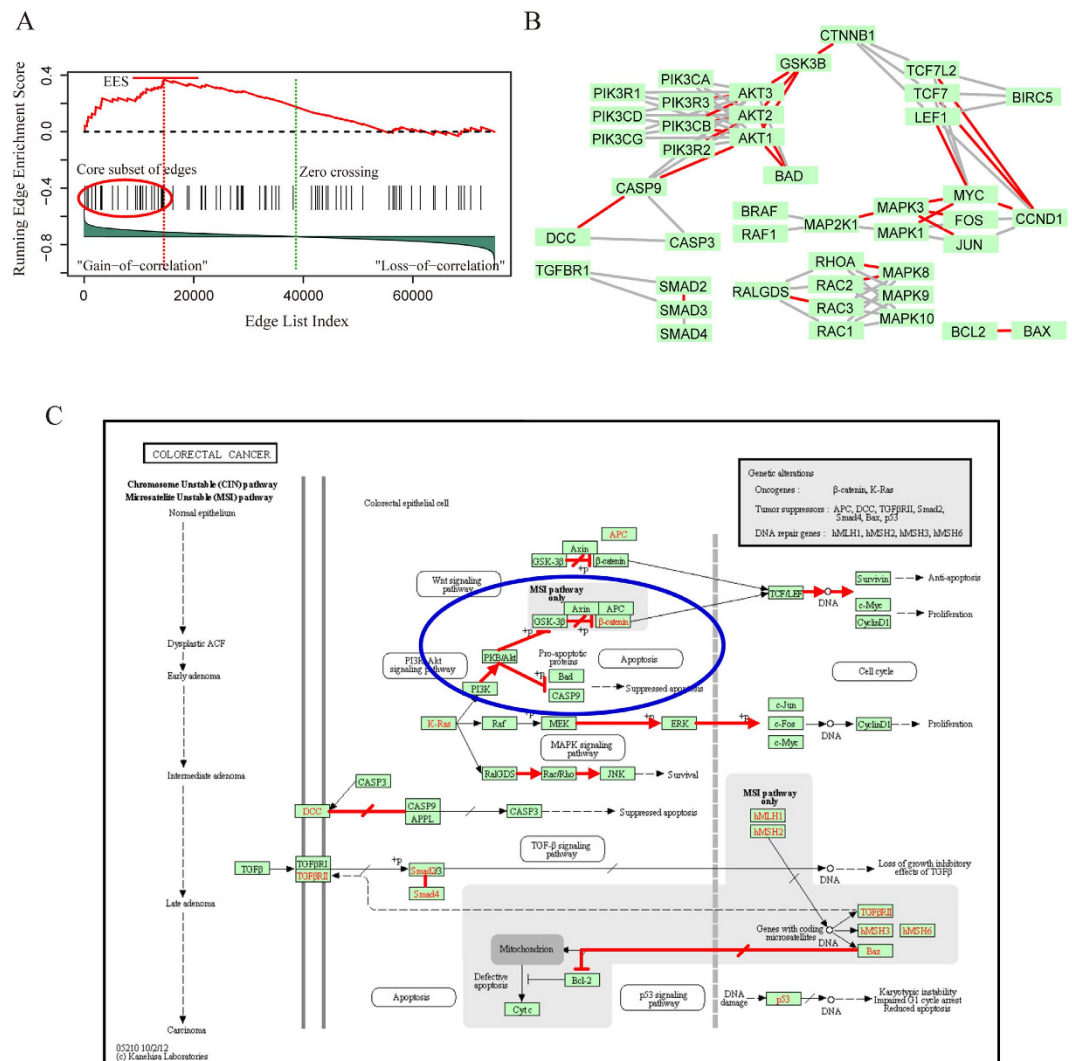 A
Running Edge Enrichment Score
0.4
0.0
−0.4
−0.8
EES
Core subset of edges
Zero crossing
"Gain−of−correlation"
"Loss−of−correlation"
0
20000
40000
60000
Edge List Index
B
CTNNB1
GSK3B
TCF7L2
PIK3CA
PIK3R1
AKT3
TCF7
BIRC5
PIK3R3
PIK3CD
AKT2
LEF1
PIK3CB
PIK3CG
AKT1
PIK3R2
BAD
CASP9
MYC
BRAF
MAPK3
FOS
CCND1
MAP2K1
RAF1
MAPK1
JUN
DCC
CASP3
TGFBR1
RHOA
MAPK8
SMAD2
RALGDS
RAC2
MAPK9
SMAD3
RAC3
MAPK10
SMAD4
RAC1
BCL2
BAX
C
COLORECTAL CANCER
Chromosome Unstable (CIN) pathway
Microsatelite Unstable (MSI) pathway
Normal epithelium
Dysplastic ACF
Early adenoma
Intermediate adenoma
Late adenoma
Carcinoma
05210 10/2/12
(c) Kanehisa Laboratories
Colorectal epithelial cell
Genetic alterations
Oncogenes : β-catenin, K-Ras
Tumor suppressors : APC, DCC, TGFβRII, Smad2,
Smad4, Bax, p53
DNA repair genes : hMLH1, hMSH2, hMSH3, hMSH6
APC
Axin
GSK-3β
β-catenin
+p
Wnt signaling
pathway
MSI pathway
only
Axin
APC
GSK-3β
β-catenin
+p
+p
TCF/LEF
DNA
Survivin
Anti-apoptosis
c-Myc
Proliferation
CyclinD1
PI3K-Akt
signaling pathway
PKB/Akt
Pro-apoptotic
proteins
Apoptosis
+p
Bad
PI3K
CASP9
Suppressed apoptosis
Cell cycle
K-Ras
Raf
+p
MEK
+p
ERK
+p
c-Jun
c-Fos
c-Myc
DNA
CyclinD1
Proliferation
MAPK signaling
pathway
RalGDS
Rac/Rho
JNK
Survival
CASP3
DCC
CASP9
APPL
CASP3
Suppressed apoptosis
MSI pathway
only
hMLH1
hMSH2
TGF-β signaling
pathway
TGFβ
TGFβRI
TGFβRII
+p
Smad2/3
Smad4
DNA
Loss of growth inhibitory
effects of TGFβ
Genes with coding
microsatellites
DNA
TGFβRII
hMSH3
hMSH6
Bax
Mitochondrion
Defective
apoptosis
Bcl-2
Cyt c
Apoptosis
p53 signaling
pathway
DNA
damage
p53
DNA
Karyotypic instability
Impaired G1 cycle arrest
Reduced apoptosis